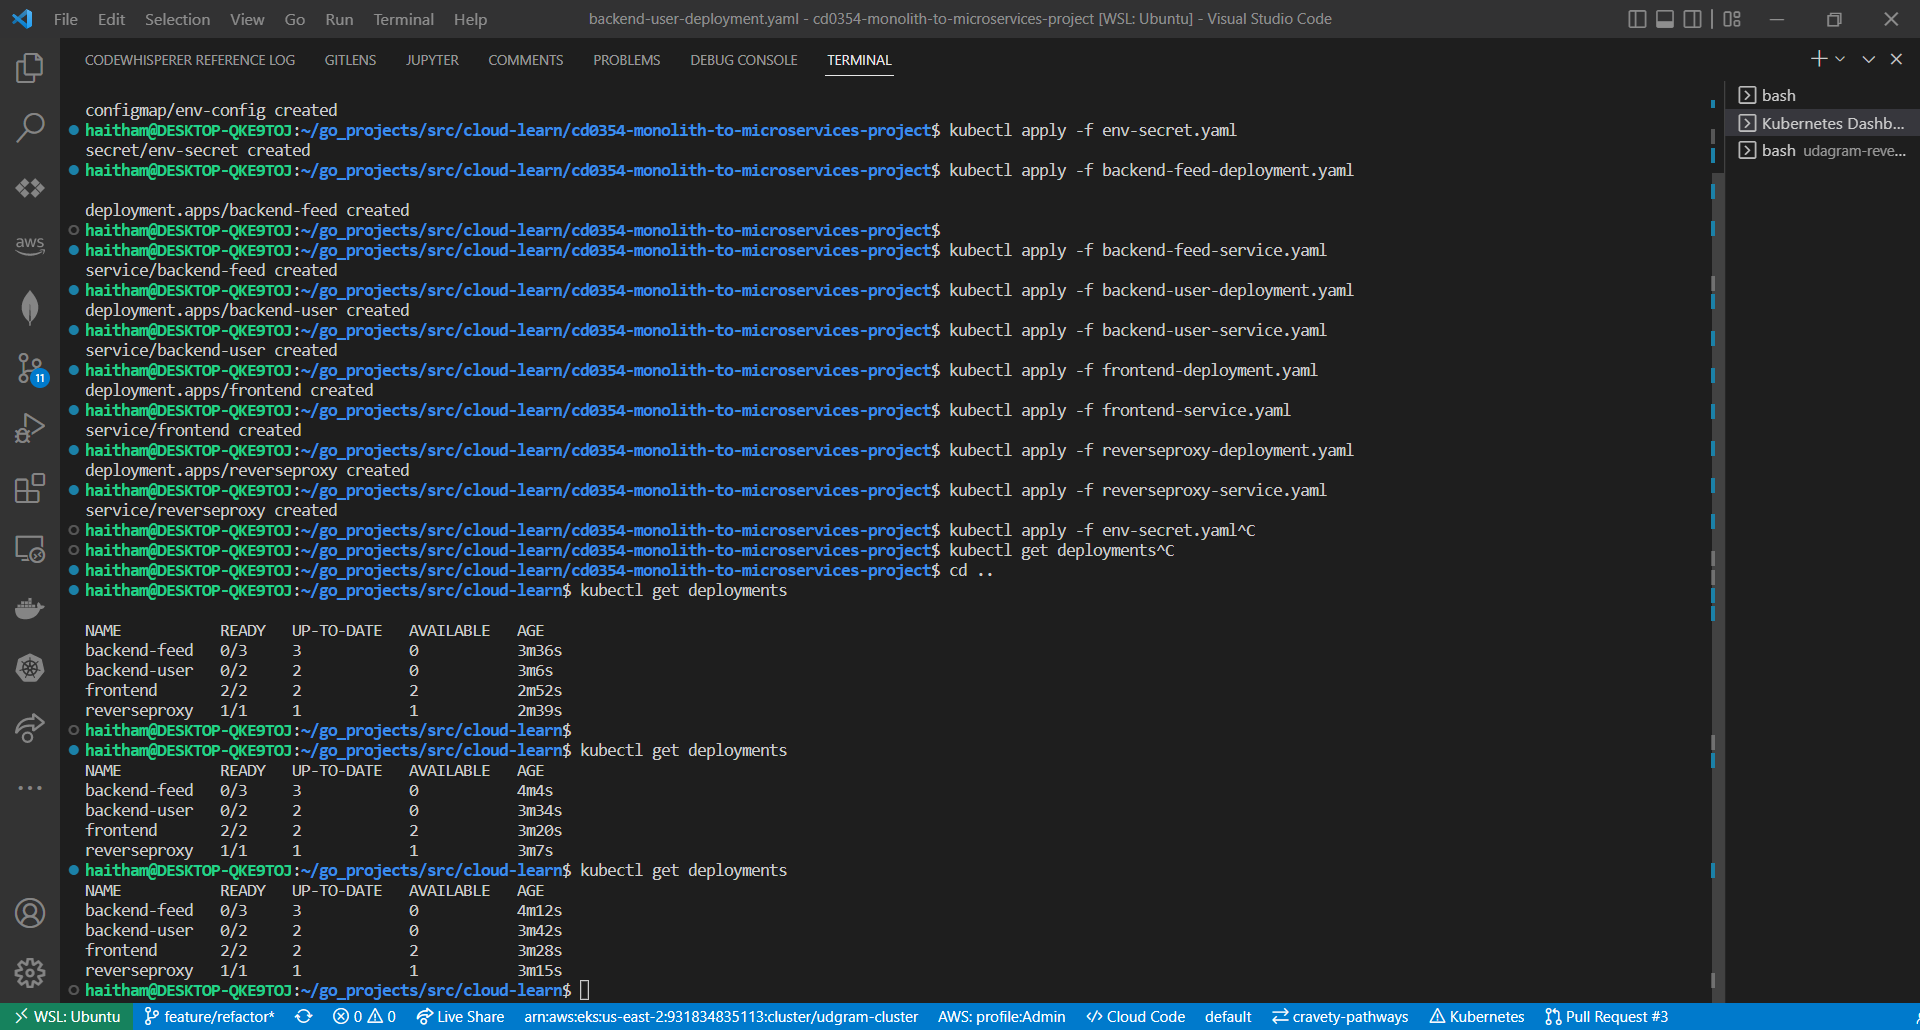 File Edit Selection View Go Run Terminal Help
backend-user-deployment.yaml - cd0354-monolith-to-microservices-project [WSL: Ubuntu] - Visual Studio Code
CODEWHISPERER REFERENCE LOG GITLENS JUPYTER COMMENTS PROBLEMS DEBUG CONSOLE TERMINAL
configmap/env-config created
haitham@DESKTOP-QKE9TOJ:~/go_projects/src/cloud-learn/cd0354-monolith-to-microservices-project$ kubectl apply -f env-secret.yaml
secret/env-secret created
haitham@DESKTOP-QKE9TOJ:~/go_projects/src/cloud-learn/cd0354-monolith-to-microservices-project$ kubectl apply -f backend-feed-deployment.yaml
deployment.apps/backend-feed created
haitham@DESKTOP-QKE9TOJ:~/go_projects/src/cloud-learn/cd0354-monolith-to-microservices-project$
haitham@DESKTOP-QKE9TOJ:~/go_projects/src/cloud-learn/cd0354-monolith-to-microservices-project$ kubectl apply -f backend-feed-service.yaml
service/backend-feed created
haitham@DESKTOP-QKE9TOJ:~/go_projects/src/cloud-learn/cd0354-monolith-to-microservices-project$ kubectl apply -f backend-user-deployment.yaml
deployment.apps/backend-user created
haitham@DESKTOP-QKE9TOJ:~/go_projects/src/cloud-learn/cd0354-monolith-to-microservices-project$ kubectl apply -f backend-user-service.yaml
service/backend-user created
haitham@DESKTOP-QKE9TOJ:~/go_projects/src/cloud-learn/cd0354-monolith-to-microservices-project$ kubectl apply -f frontend-deployment.yaml
deployment.apps/frontend created
haitham@DESKTOP-QKE9TOJ:~/go_projects/src/cloud-learn/cd0354-monolith-to-microservices-project$ kubectl apply -f frontend-service.yaml
service/frontend created
haitham@DESKTOP-QKE9TOJ:~/go_projects/src/cloud-learn/cd0354-monolith-to-microservices-project$ kubectl apply -f reverseproxy-deployment.yaml
deployment.apps/reverseproxy created
haitham@DESKTOP-QKE9TOJ:~/go_projects/src/cloud-learn/cd0354-monolith-to-microservices-project$ kubectl apply -f reverseproxy-service.yaml
service/reverseproxy created
haitham@DESKTOP-QKE9TOJ:~/go_projects/src/cloud-learn/cd0354-monolith-to-microservices-project$ kubectl apply -f env-secret.yaml^C
haitham@DESKTOP-QKE9TOJ:~/go_projects/src/cloud-learn/cd0354-monolith-to-microservices-project$ kubectl get deployments^C
haitham@DESKTOP-QKE9TOJ:~/go_projects/src/cloud-learn/cd0354-monolith-to-microservices-project$ cd ..
haitham@DESKTOP-QKE9TOJ:~/go_projects/src/cloud-learn$ kubectl get deployments
NAME READY UP-TO-DATE AVAILABLE AGE
backend-feed 0/3 3 0 3m36s
backend-user 0/2 2 0 3m6s
frontend 2/2 2 2 2m52s
reverseproxy 1/1 1 1 2m39s
haitham@DESKTOP-QKE9TOJ:~/go_projects/src/cloud-learn$
haitham@DESKTOP-QKE9TOJ:~/go_projects/src/cloud-learn$ kubectl get deployments
NAME READY UP-TO-DATE AVAILABLE AGE
backend-feed 0/3 3 0 4m4s
backend-user 0/2 2 0 3m34s
frontend 2/2 2 2 3m20s
reverseproxy 1/1 1 1 3m7s
haitham@DESKTOP-QKE9TOJ:~/go_projects/src/cloud-learn$ kubectl get deployments
NAME READY UP-TO-DATE AVAILABLE AGE
backend-feed 0/3 3 0 4m12s
backend-user 0/2 2 0 3m42s
frontend 2/2 2 2 3m28s
reverseproxy 1/1 1 1 3m15s
haitham@DESKTOP-QKE9TOJ:~/go_projects/src/cloud-learn$
bash
Kubernetes Dashb...
bash udagram-reve...
aws
11
WSL: Ubuntu feature/refactor* 0 0 Live Share arn:aws:eks:us-east-2:931834835113:cluster/udgram-cluster AWS: profile:Admin Cloud Code default cravety-pathways Kubernetes Pull Request #3